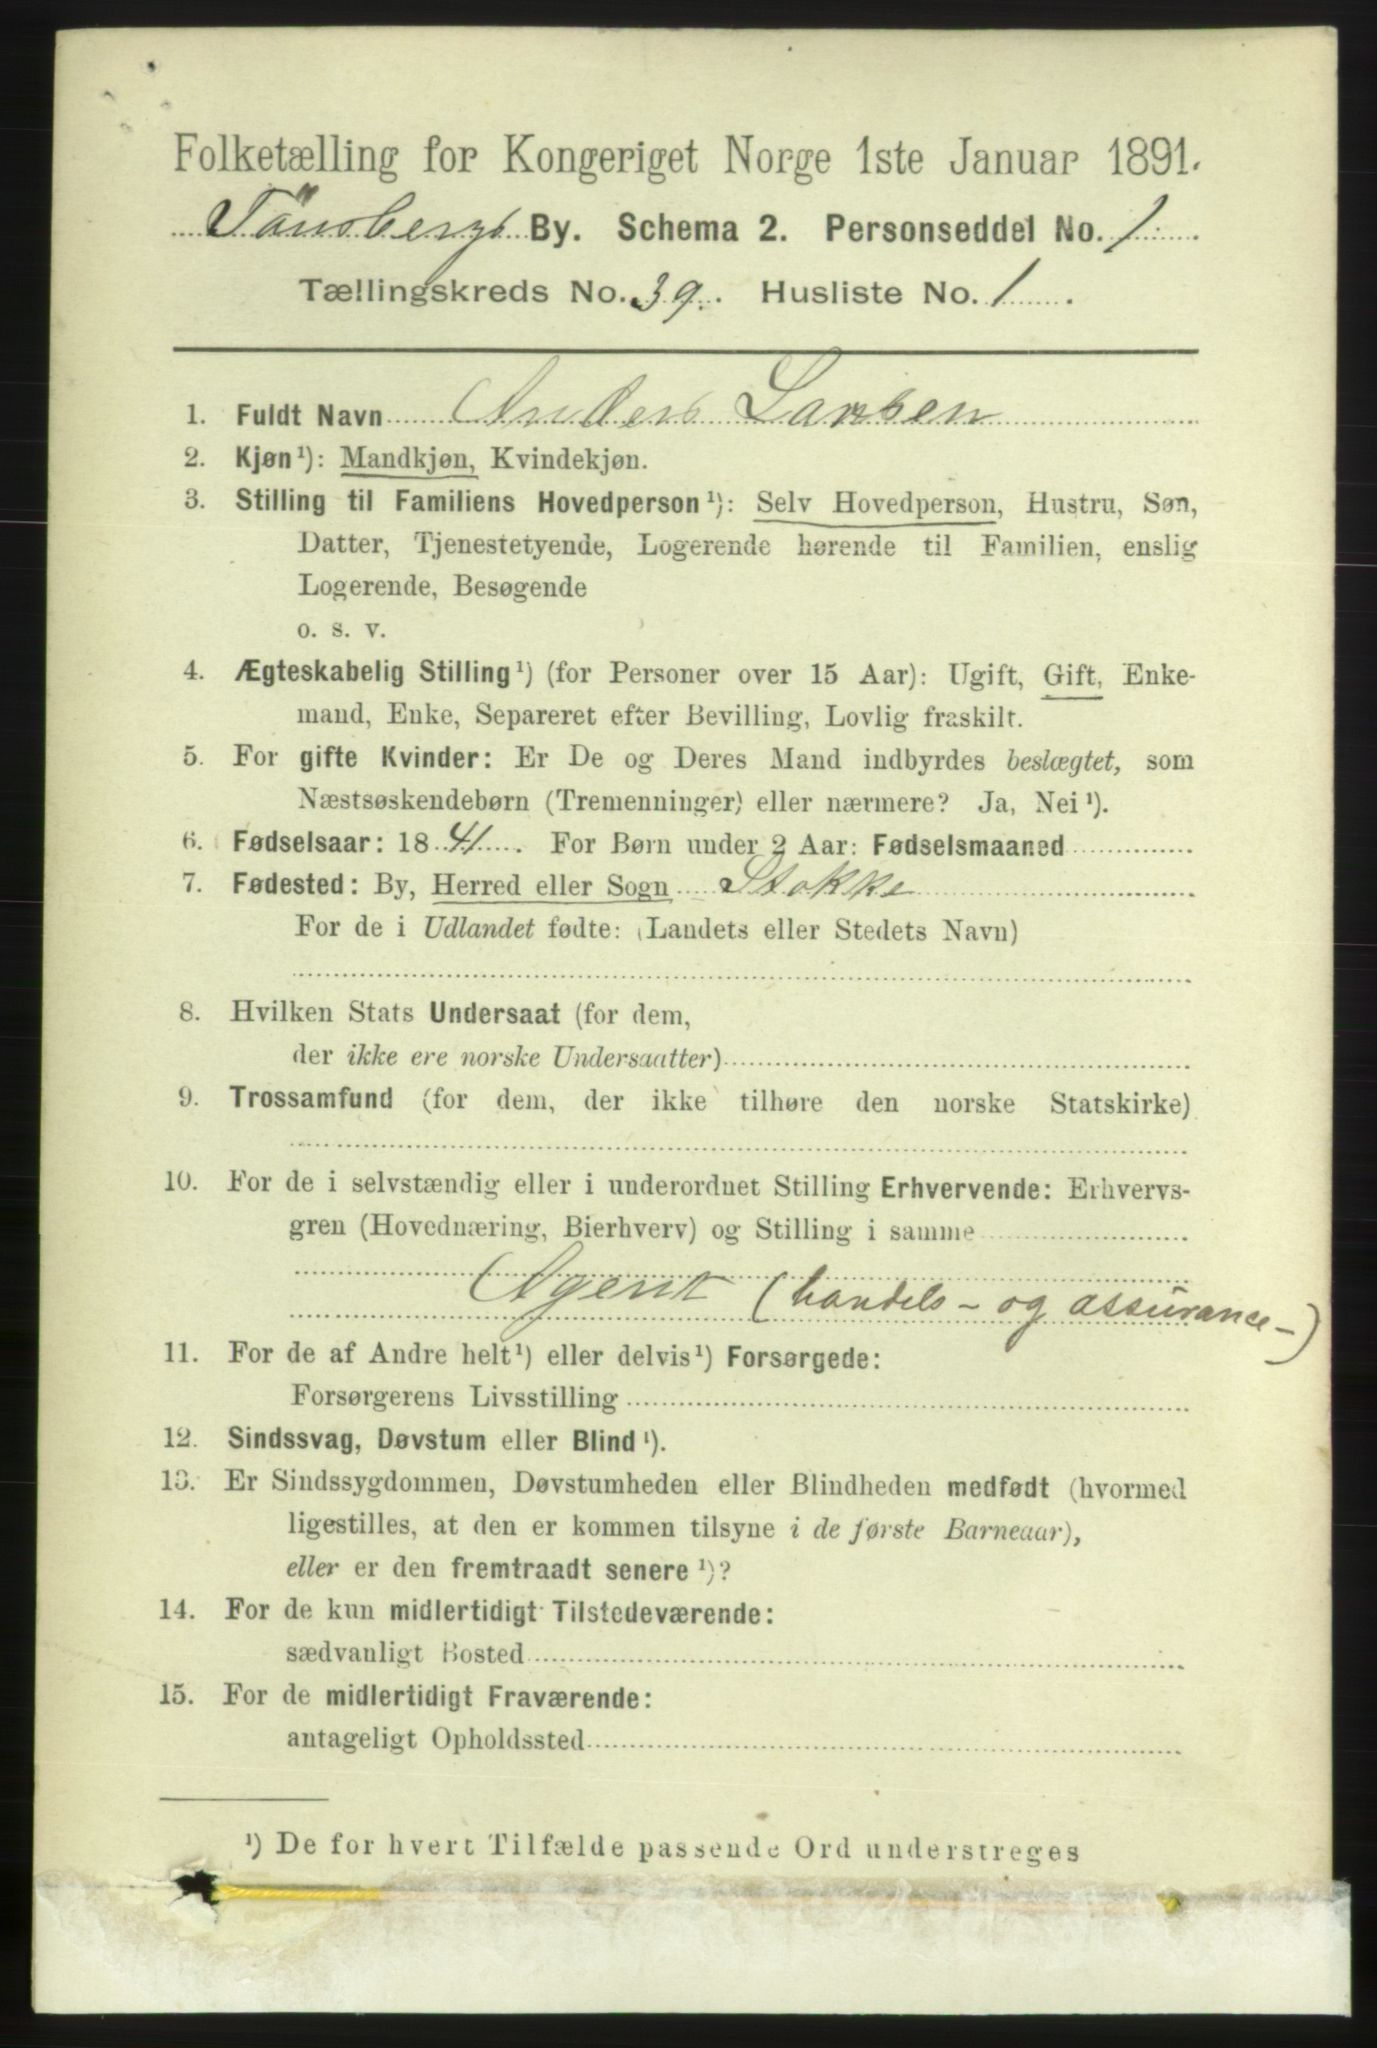 Folketælling for Kongeriget Norge 1ste Januar 1891.
Tönsbergs By. Schema 2. Personseddel No. 1
Tællingskreds No. 39. Husliste No. 1
1. Fuldt Navn Anders Larsen
2. Kjøn¹): Mandkjøn, Kvindekjøn.
3. Stilling til Familiens Hovedperson¹): Selv Hovedperson, Hustru, Søn,
Datter, Tjenestetyende, Logerende hørende til Familien, enslig
Logerende, Besøgende
o. s. v.
4. Ægteskabelig Stilling¹) (for Personer over 15 Aar): Ugift, Gift, Enke-
mand, Enke, Separeret efter Bevilling, Lovlig fraskilt.
5. For gifte Kvinder: Er De og Deres Mand indbyrdes beslægtet, som
Næstsøskendebørn (Tremenninger) eller nærmere? Ja, Nei¹).
6. Fødselsaar: 1841. For Børn under 2 Aar: Fødselsmaaned
7. Fødested: By, Herred eller Sogn Stokke
For de i Udlandet fødte: (Landets eller Stedets Navn)
8. Hvilken Stats Undersaat (for dem,
der ikke ere norske Undersaatter)
9. Trossamfund (for dem, der ikke tilhøre den norske Statskirke)
10. For de i selvstændig eller i underordnet Stilling Erhvervende: Erhvervs-
gren (Hovednæring, Bierhverv) og Stilling i samme
Agent (handels- og assurance-)
11. For de af Andre helt¹) eller delvis¹) Forsørgede:
Forsørgerens Livsstilling
12. Sindssvag, Døvstum eller Blind¹).
13. Er Sindssygdommen, Døvstumheden eller Blindheden medfødt (hvormed
ligestilles, at den er kommen tilsyne i de første Barneaar),
eller er den fremtraadt senere¹)?
14. For de kun midlertidigt Tilstedeværende:
sædvanligt Bosted
15. For de midlertidigt Fraværende:
antageligt Opholdssted
¹) De for hvert Tilfælde passende Ord understreges